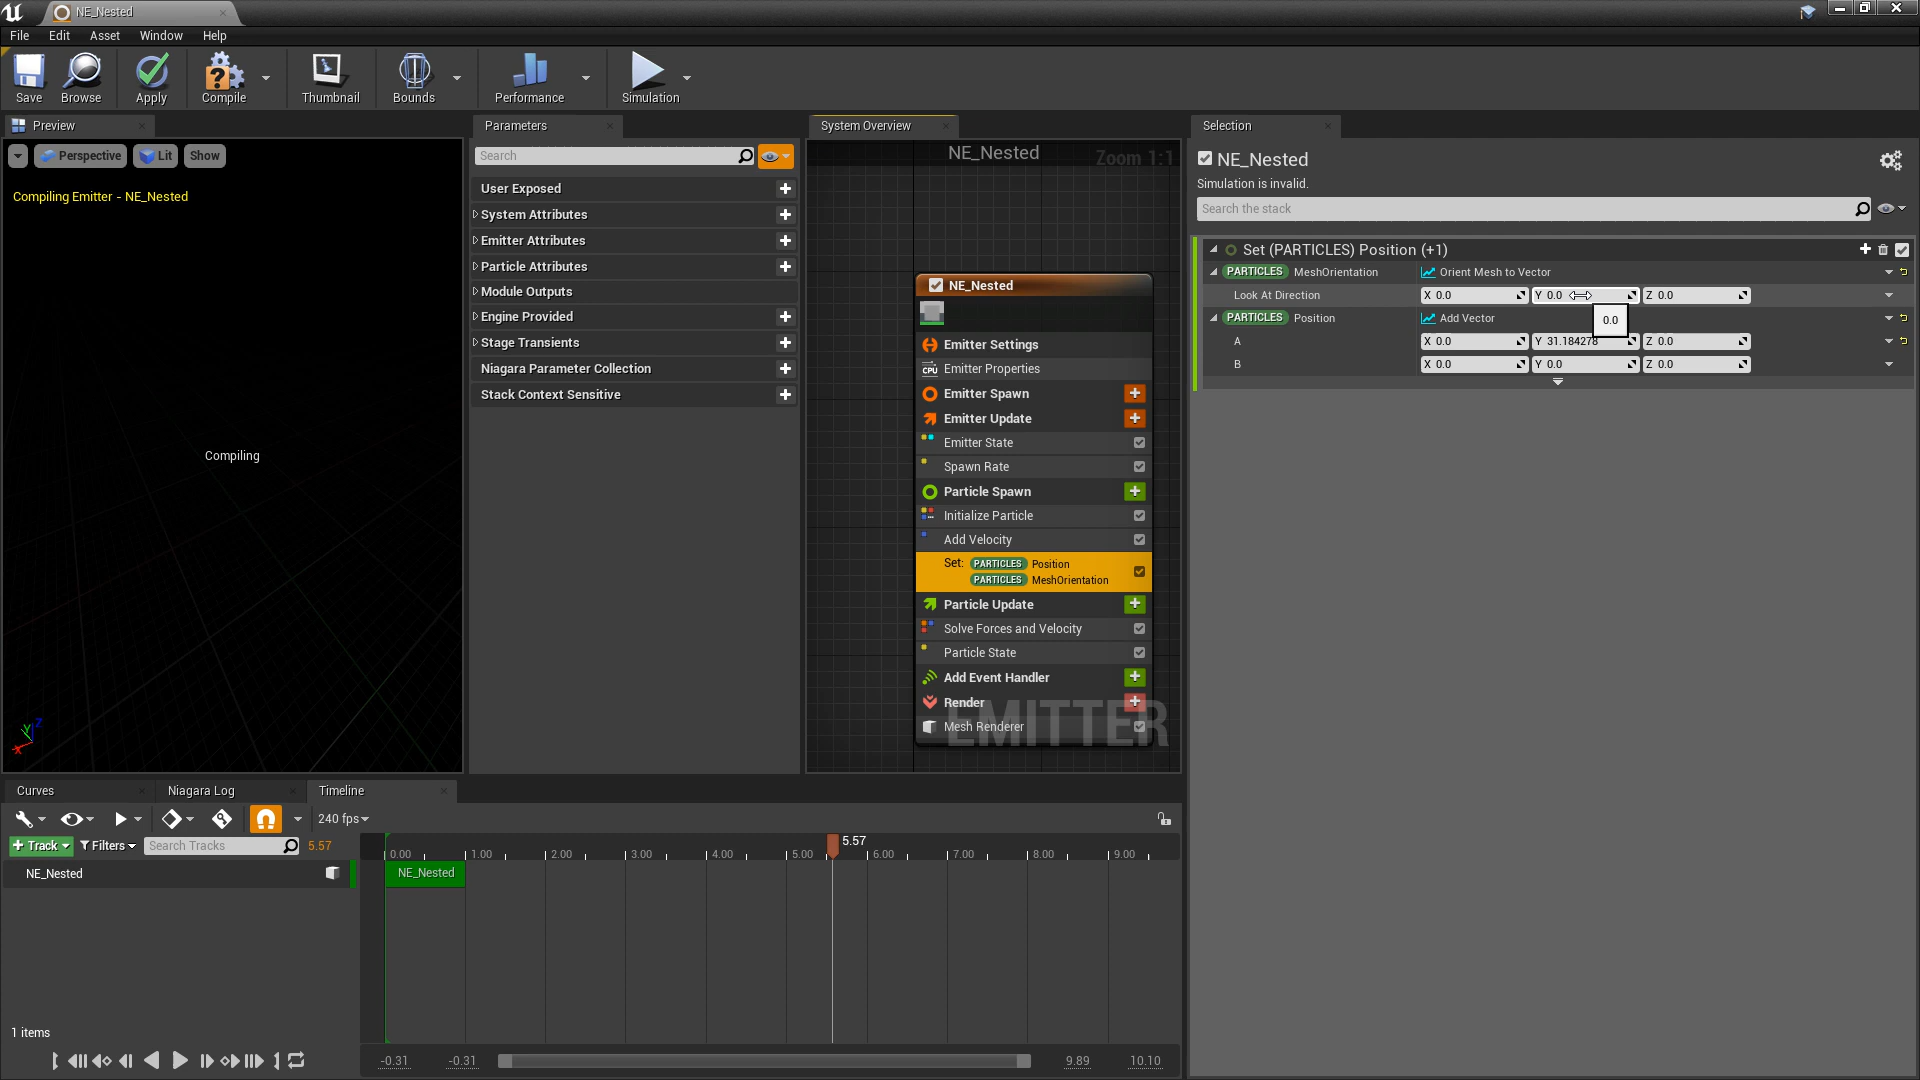 NE_Nested
File Edit Asset Window Help
Save Browse Apply Compile Thumbnail Bounds Performance Simulation
Preview
Parameters
System Overview
Selection
Perspective Lit Show
Compiling Emitter - NE_Nested
Compiling
Z
Y
X
Search
User Exposed
System Attributes
Emitter Attributes
Particle Attributes
Module Outputs
Engine Provided
Stage Transients
Niagara Parameter Collection
Stack Context Sensitive
NE_Nested
Zoom 1:1
NE_Nested
Emitter Settings
CPU Emitter Properties
Emitter Spawn
Emitter Update
Emitter State
Spawn Rate
Particle Spawn
Initialize Particle
Add Velocity
Set: PARTICLES Position
PARTICLES MeshOrientation
Particle Update
Solve Forces and Velocity
Particle State
Add Event Handler
Render
Mesh Renderer
EMITTER
NE_Nested
Simulation is invalid.
Search the stack
Set (PARTICLES) Position (+1)
PARTICLES MeshOrientation Orient Mesh to Vector
Look At Direction X 0.0 Y 0.0 Z 0.0
0.0
PARTICLES Position Add Vector
A X 0.0 Y 31.184278 Z 0.0
B X 0.0 Y 0.0 Z 0.0
Curves Niagara Log Timeline
240 fps
+ Track Filters Search Tracks 5.57
5.57
0.00 1.00 2.00 3.00 4.00 5.00 6.00 7.00 8.00 9.00
NE_Nested
NE_Nested
1 items
-0.31 -0.31 9.89 10.10